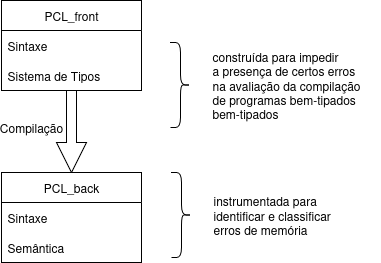 PCL_front
Sintaxe
Sistema de Tipos
construída para impedir
a presença de certos erros
na avaliação da compilação
de programas bem-tipados
bem-tipados
Compilação
PCL_back
Sintaxe
Semântica
instrumentada para
identificar e classificar
erros de memória